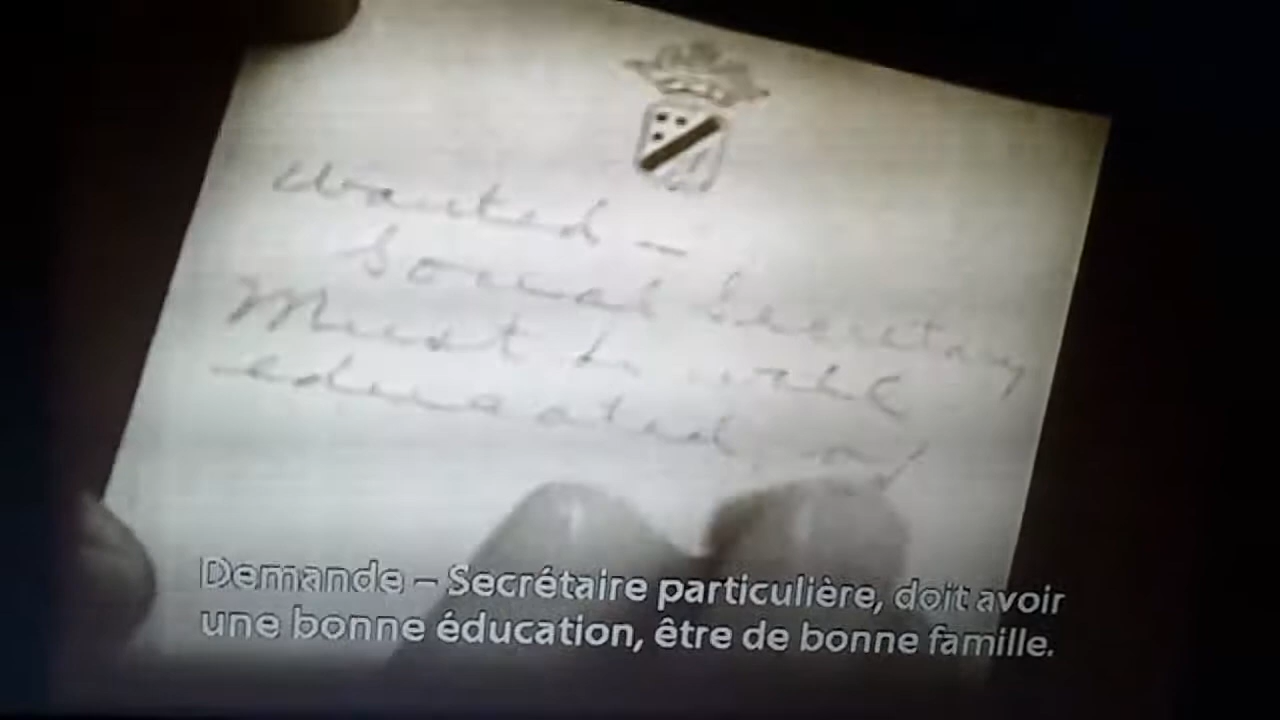 Wanted –
Social Secretary
Must be well
educated of
Demande – Secrétaire particulière, doit avoir
une bonne éducation, être de bonne famille.